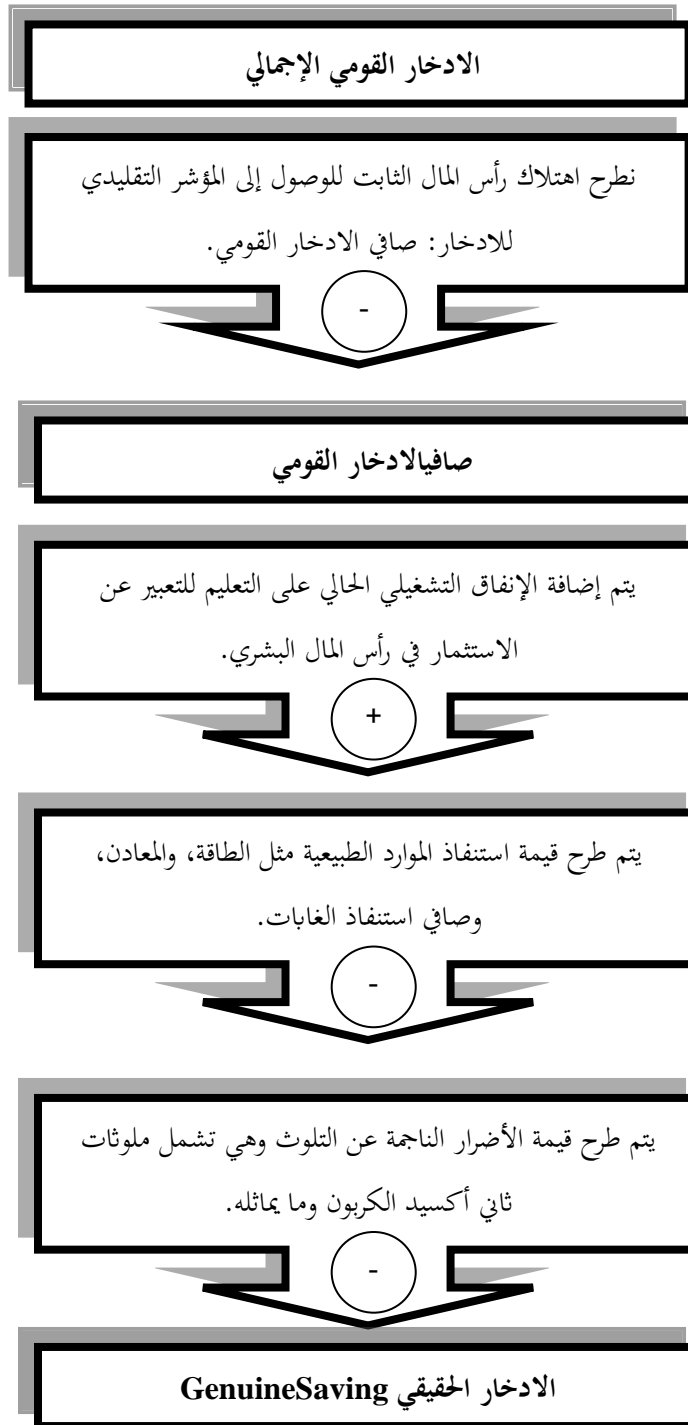 الادخار القومي الإجمالي
نطرح اهتلاك رأس المال الثابت للوصول إلى المؤشر التقليدي
للادخار: صافي الادخار القومي.
-
صافيالادخار القومي
يتم إضافة الإنفاق التشغيلي الحالي على التعليم للتعبير عن
الاستثمار في رأس المال البشري.
+
يتم طرح قيمة استنفاذ الموارد الطبيعية مثل الطاقة، والمعادن،
وصافي استنفاذ الغابات.
-
يتم طرح قيمة الأضرار الناجمة عن التلوث وهي تشمل ملوثات
ثاني أكسيد الكربون وما يماثله.
-
الادخار الحقيقي GenuineSaving